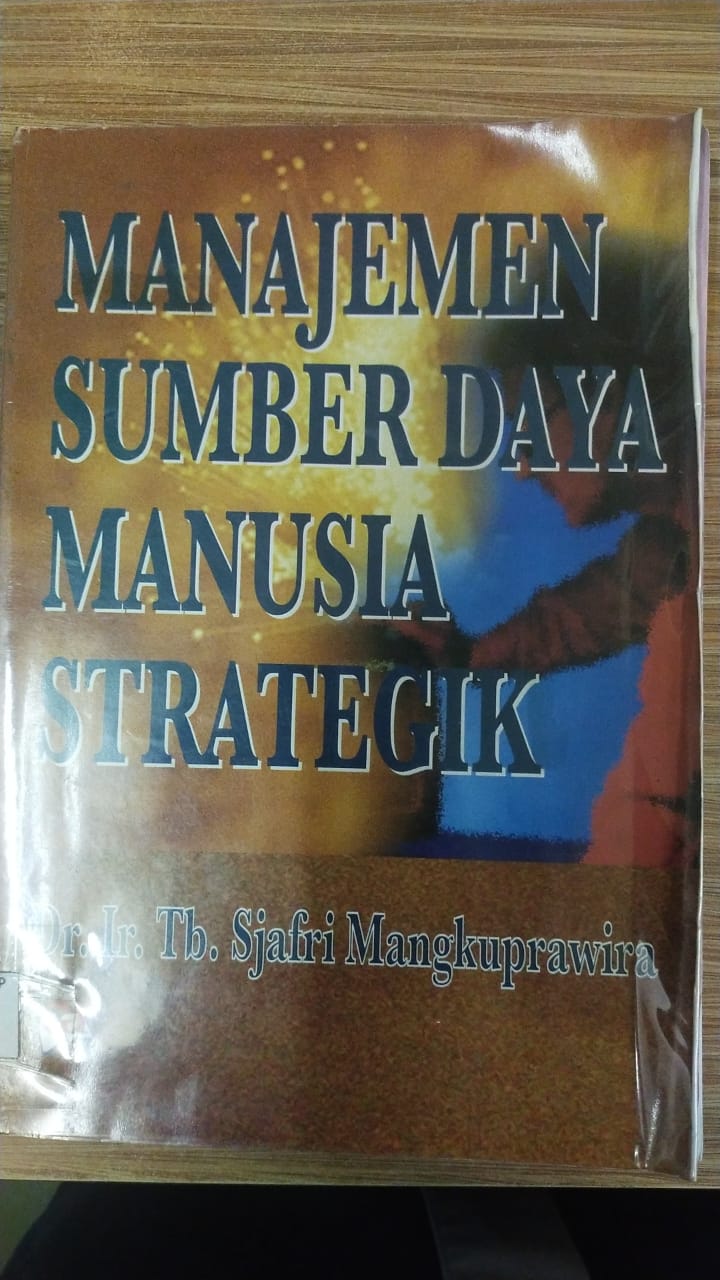 MANAJEMEN
SUMBER DAYA
MANUSIA
STRATEGIK
Dr. Ir. Tb. Sjafri Mangkuprawira